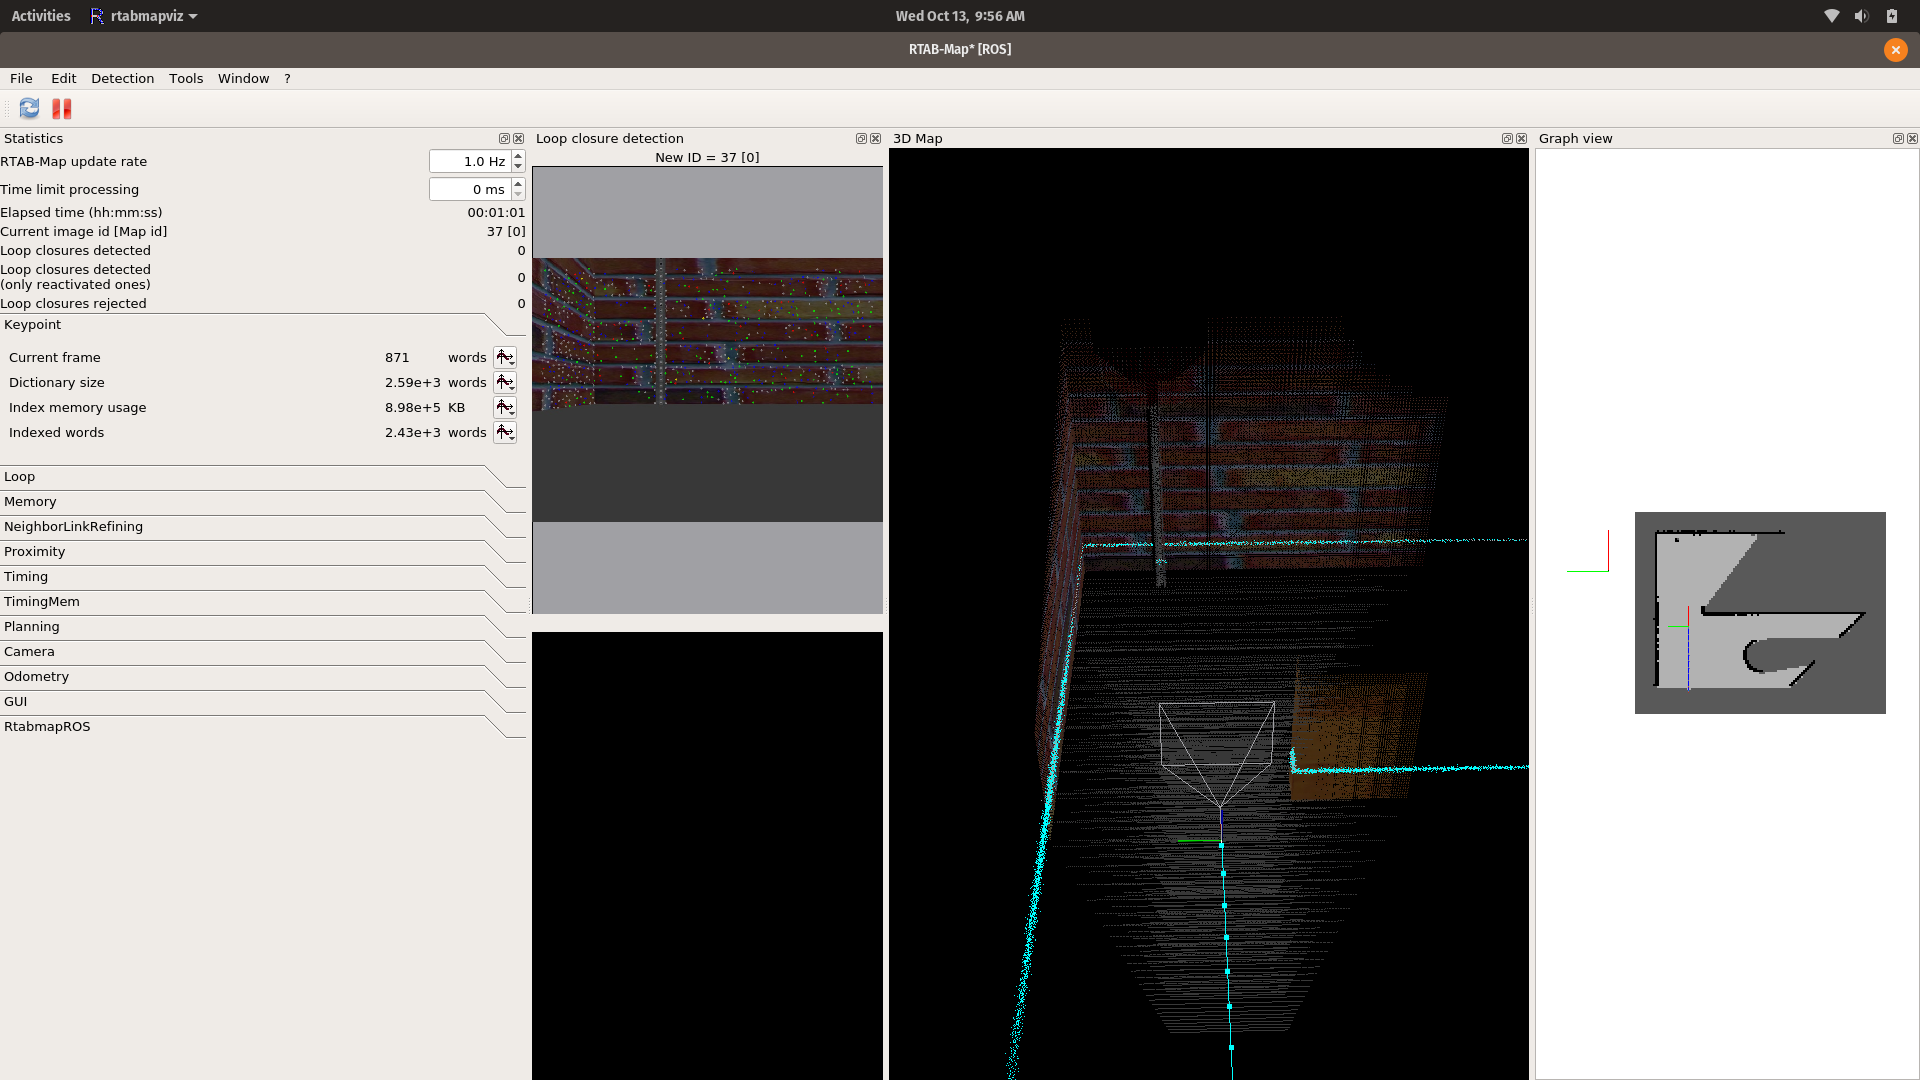 Activities rtabmapviz Wed Oct 13, 9:56 AM
RTAB-Map* [ROS]
File Edit Detection Tools Window ?
Statistics
RTAB-Map update rate 1.0 Hz
Time limit processing 0 ms
Elapsed time (hh:mm:ss) 00:01:01
Current image id [Map id] 37 [0]
Loop closures detected 0
Loop closures detected
(only reactivated ones) 0
Loop closures rejected 0
Keypoint
Current frame 871 words
Dictionary size 2.59e+3 words
Index memory usage 8.98e+5 KB
Indexed words 2.43e+3 words
Loop
Memory
NeighborLinkRefining
Proximity
Timing
TimingMem
Planning
Camera
Odometry
GUI
RtabmapROS
Loop closure detection
New ID = 37 [0]
3D Map
Graph view